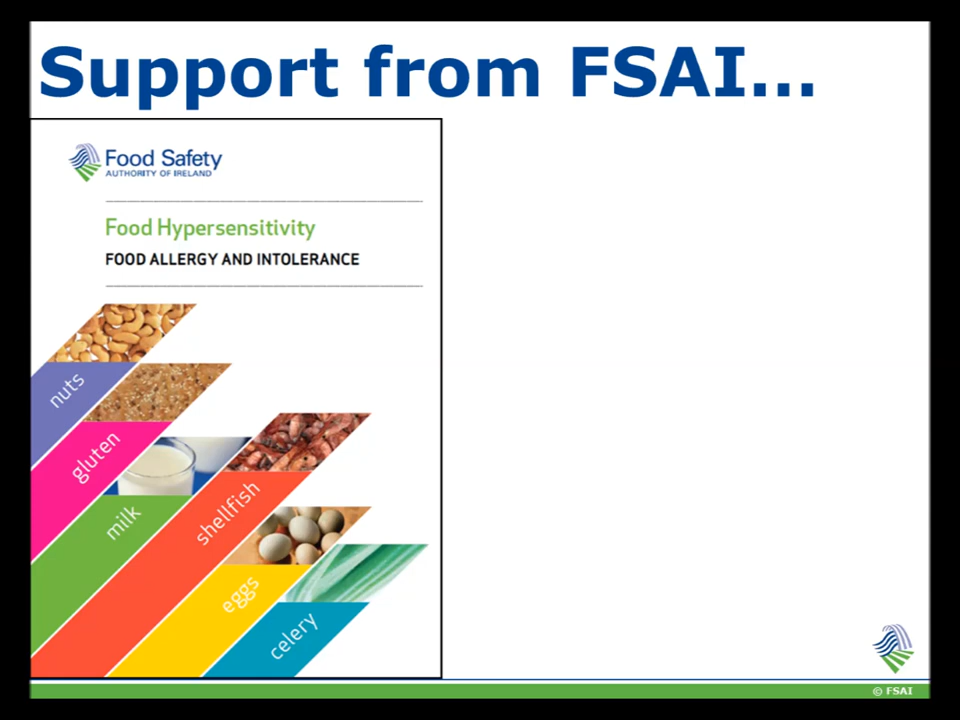 Support from FSAI...
Food Safety
AUTHORITY OF IRELAND
Food Hypersensitivity
FOOD ALLERGY AND INTOLERANCE
nuts
gluten
milk
shellfish
eggs
celery
© FSAI